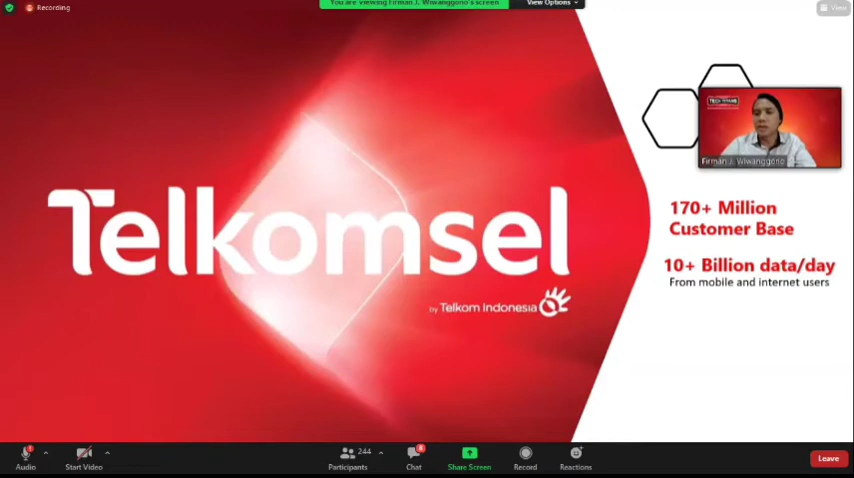 Recording
You are viewing Firman J. Wiwanggono's screen
View Options
View
TECH TITANS
Firman J. Wiwanggono
Telkomsel
by Telkom Indonesia
170+ Million
Customer Base
10+ Billion data/day
From mobile and internet users
Audio
Start Video
244
Participants
8
Chat
Share Screen
Record
Reactions
Leave